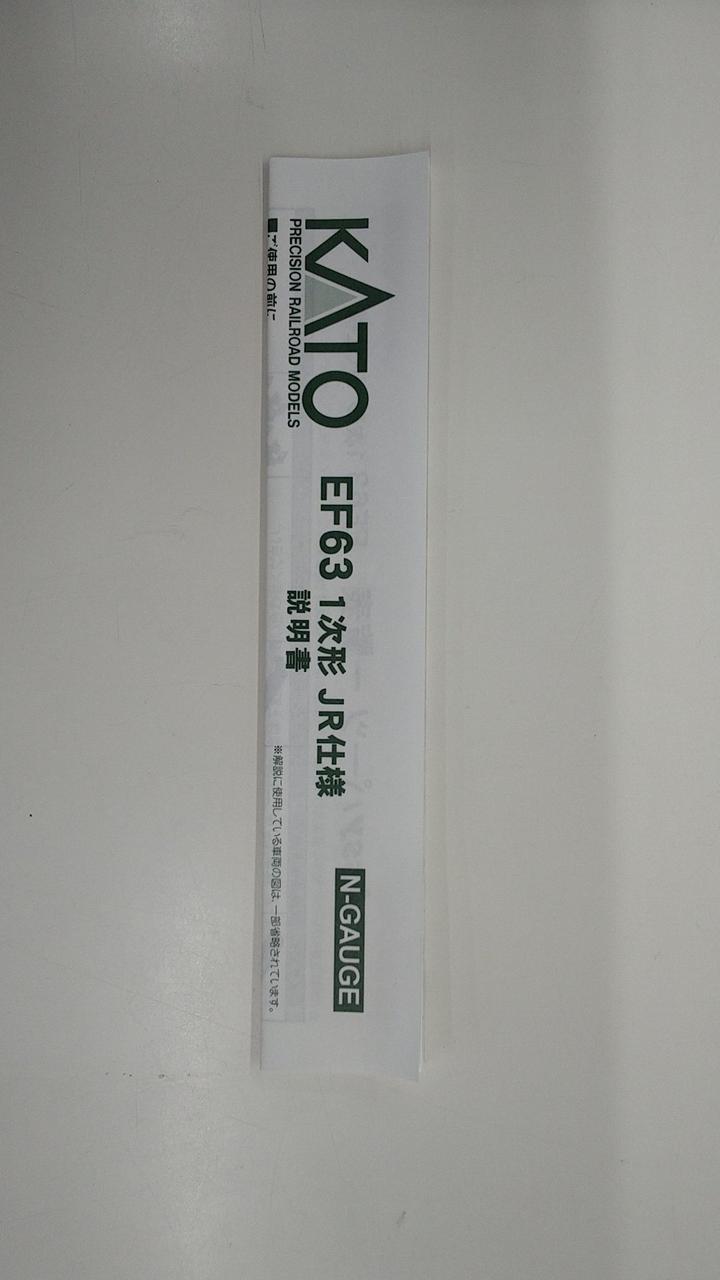 KATO
PRECISION RAILROAD MODELS
EF63 1次形 JR仕様
説明書
N-GAUGE
※解説に使用している車両の図は、一部省略されています。
■ご使用の前に